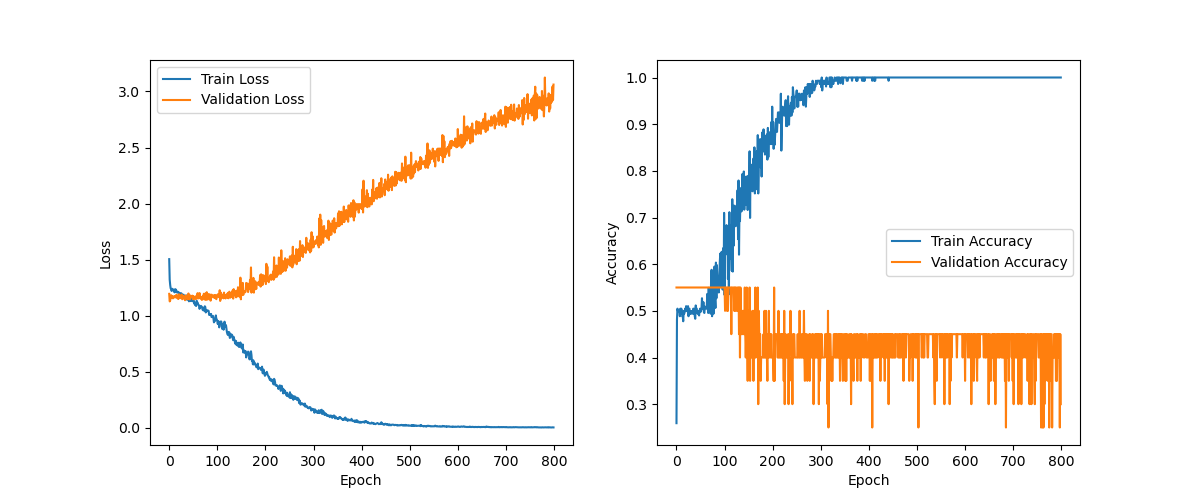 Train Loss
Validation Loss
3.0
2.5
2.0
1.5
1.0
0.5
0.0
Loss
0 100 200 300 400 500 600 700 800
Epoch
1.0
0.9
0.8
0.7
0.6
0.5
0.4
0.3
Accuracy
Train Accuracy
Validation Accuracy
0 100 200 300 400 500 600 700 800
Epoch